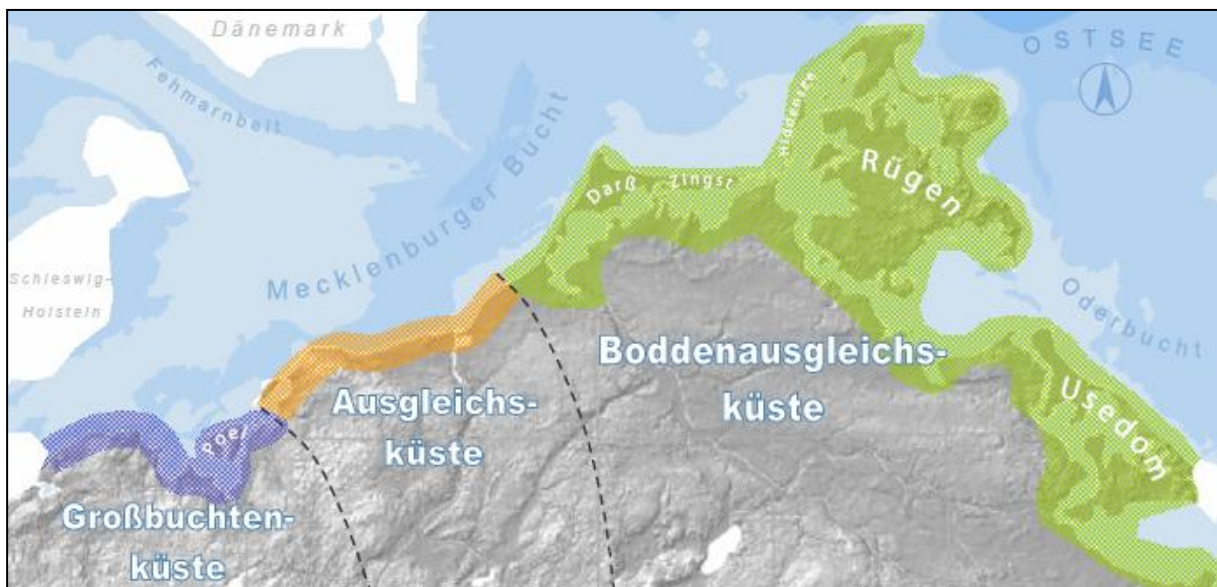 Dänemark
OSTSEE
Fehmarnbelt
Mecklenburger Bucht
Hiddensee
Rügen
Darß
Zingst
Schleswig-
Holstein
Oderbucht
Boddenausgleichs-
küste
Usedom
Ausgleichs-
küste
Poel
Großbuchten-
küste